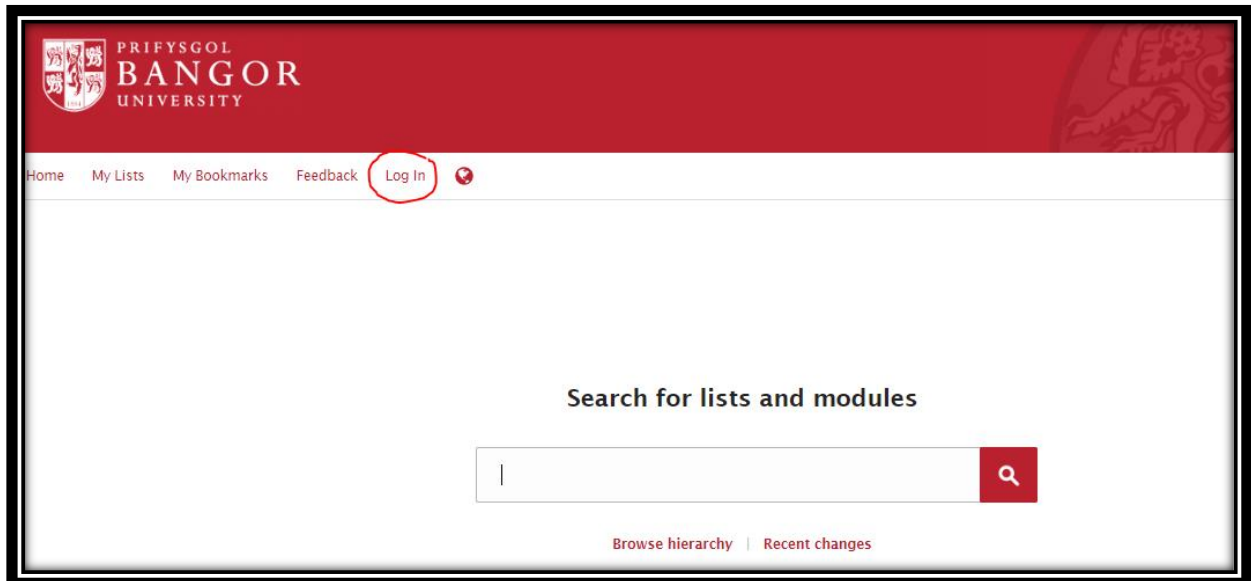 PRIFYSGOL
BANGOR
UNIVERSITY
1884
Home My Lists My Bookmarks Feedback Log In
Search for lists and modules
Browse hierarchy | Recent changes